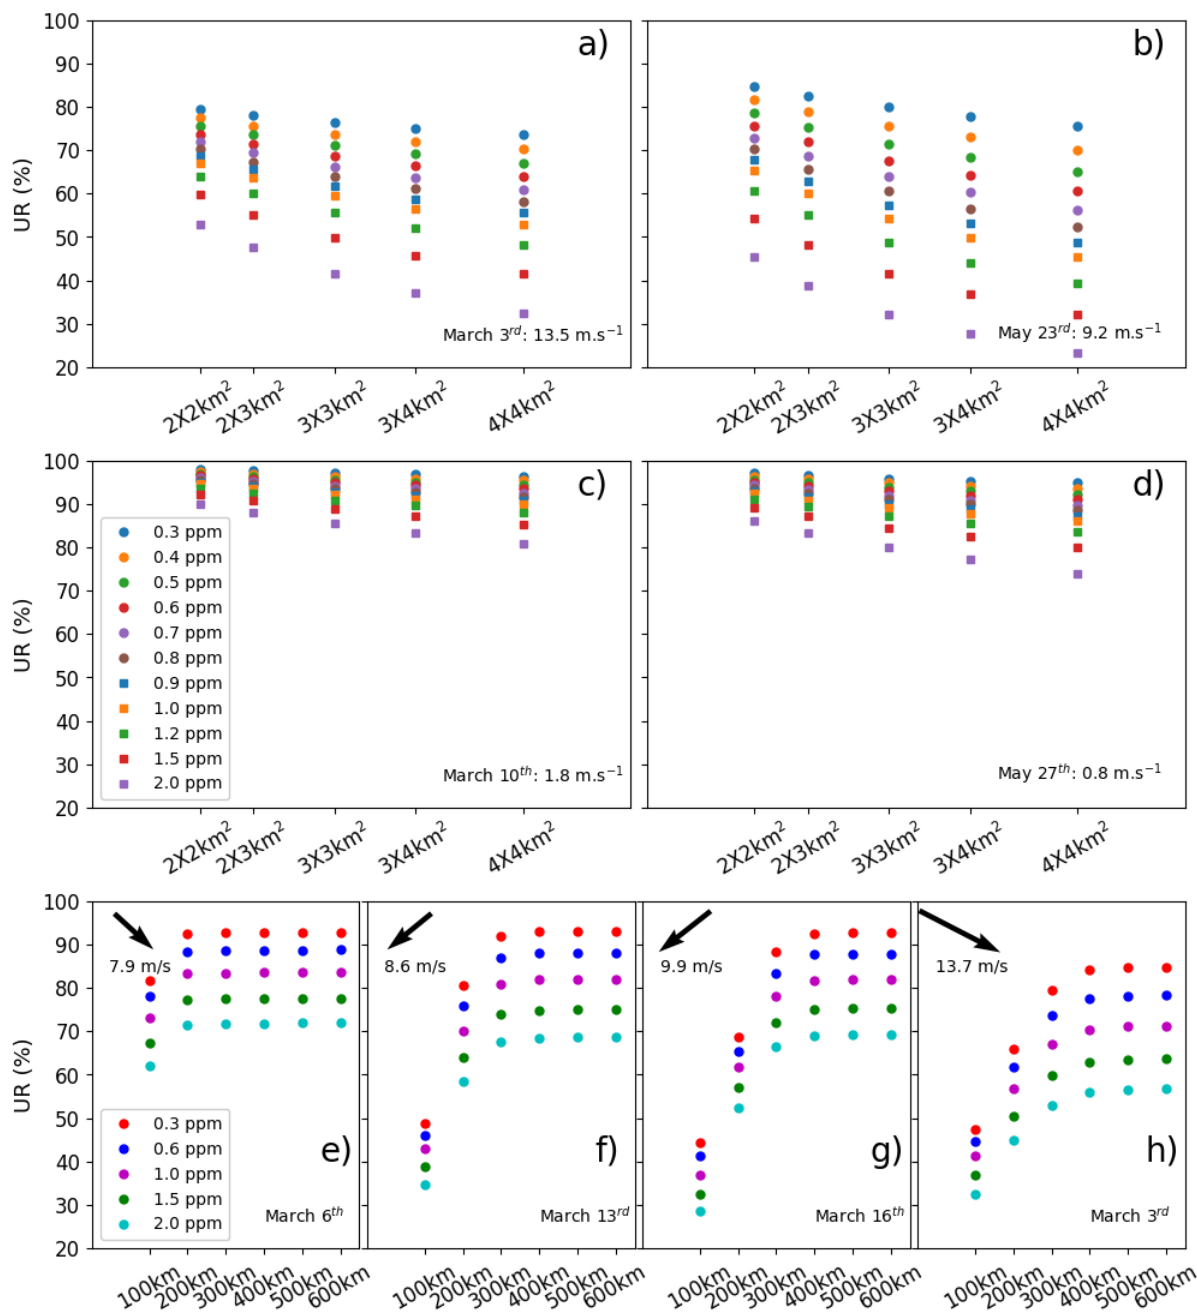 100
90
80
70
60
50
40
30
20
UR (%)
a)
March 3rd: 13.5 m.s−1
2X2km2
2X3km2
3X3km2
3X4km2
4X4km2
b)
May 23rd: 9.2 m.s−1
2X2km2
2X3km2
3X3km2
3X4km2
4X4km2
100
90
80
70
60
50
40
30
20
UR (%)
c)
0.3 ppm
0.4 ppm
0.5 ppm
0.6 ppm
0.7 ppm
0.8 ppm
0.9 ppm
1.0 ppm
1.2 ppm
1.5 ppm
2.0 ppm
March 10th: 1.8 m.s−1
2X2km2
2X3km2
3X3km2
3X4km2
4X4km2
d)
May 27th: 0.8 m.s−1
2X2km2
2X3km2
3X3km2
3X4km2
4X4km2
100
90
80
70
60
50
40
30
20
UR (%)
7.9 m/s
0.3 ppm
0.6 ppm
1.0 ppm
1.5 ppm
2.0 ppm
e)
March 6th
100km
200km
300km
400km
500km
600km
8.6 m/s
f)
March 13rd
100km
200km
300km
400km
500km
600km
9.9 m/s
g)
March 16th
100km
200km
300km
400km
500km
600km
13.7 m/s
h)
March 3rd
100km
200km
300km
400km
500km
600km